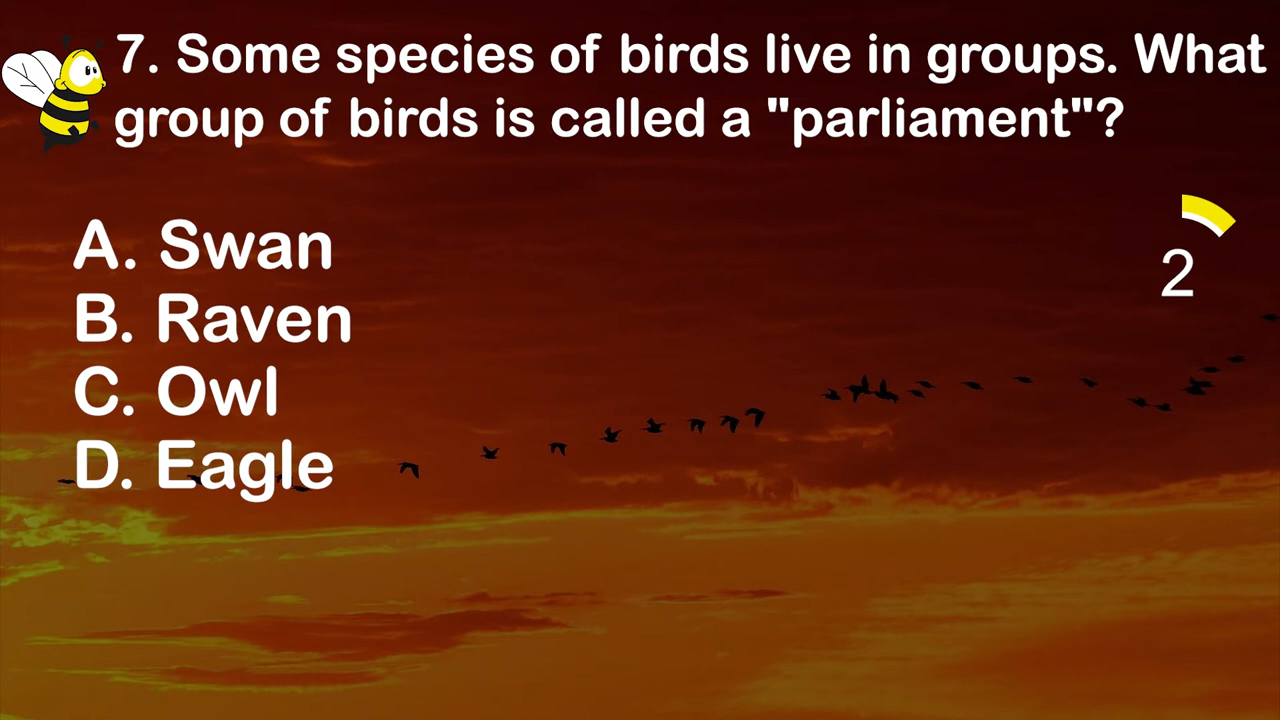 7. Some species of birds live in groups. What
group of birds is called a "parliament"?
2
A. Swan
B. Raven
C. Owl
D. Eagle